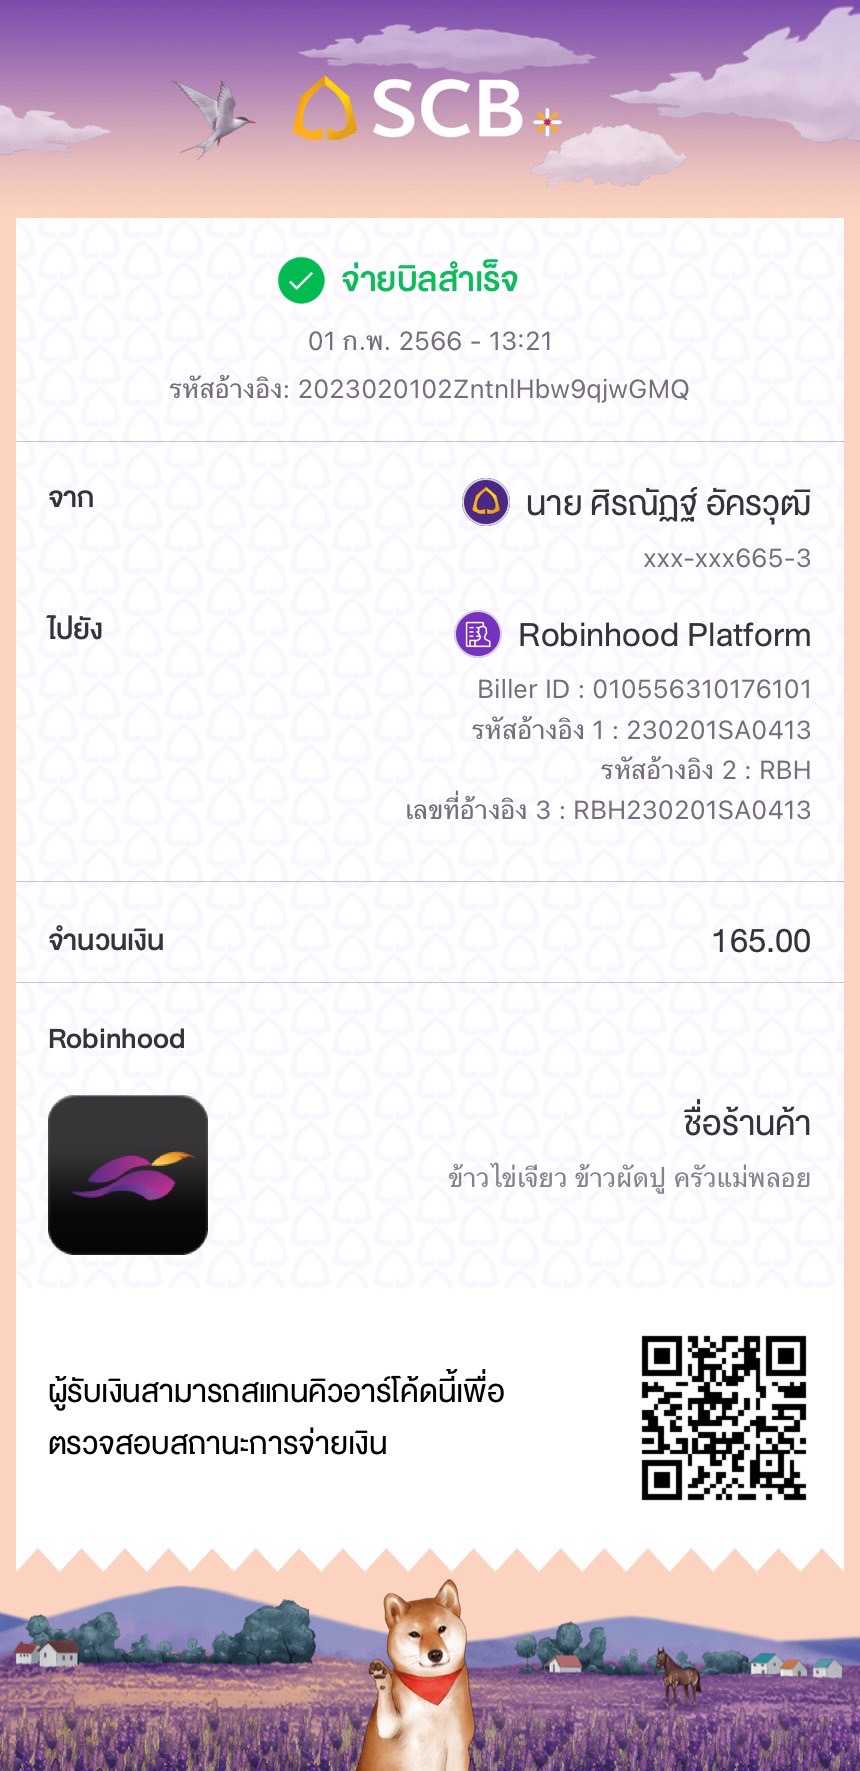 SCB
จ่ายบิลสำเร็จ
01 ก.พ. 2566 - 13:21
รหัสอ้างอิง: 2023020102ZntnlHbw9qjwGMQ
จาก
นาย ศิรณัฏฐ์ อัครวุฒิ
xxx-xxx665-3
ไปยัง
Robinhood Platform
Biller ID : 010556310176101
รหัสอ้างอิง 1 : 230201SA0413
รหัสอ้างอิง 2 : RBH
เลขที่อ้างอิง 3 : RBH230201SA0413
จำนวนเงิน 165.00
Robinhood
ชื่อร้านค้า
ข้าวไข่เจียว ข้าวผัดปู ครัวแม่พลอย
ผู้รับเงินสามารถสแกนคิวอาร์โค้ดนี้เพื่อ
ตรวจสอบสถานะการจ่ายเงิน